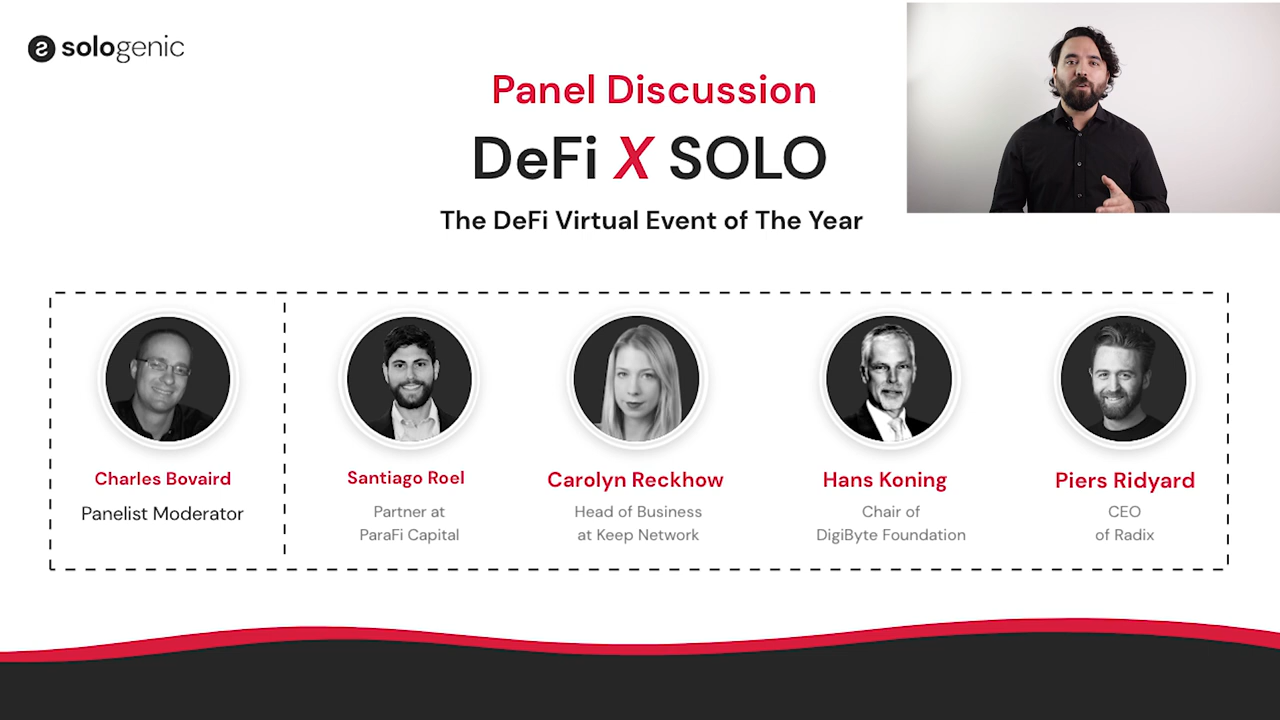 sologenic
Panel Discussion
DeFi X SOLO
The DeFi Virtual Event of The Year
Charles Bovaird
Panelist Moderator
Santiago Roel
Partner at
ParaFi Capital
Carolyn Reckhow
Head of Business
at Keep Network
Hans Koning
Chair of
DigiByte Foundation
Piers Ridyard
CEO
of Radix